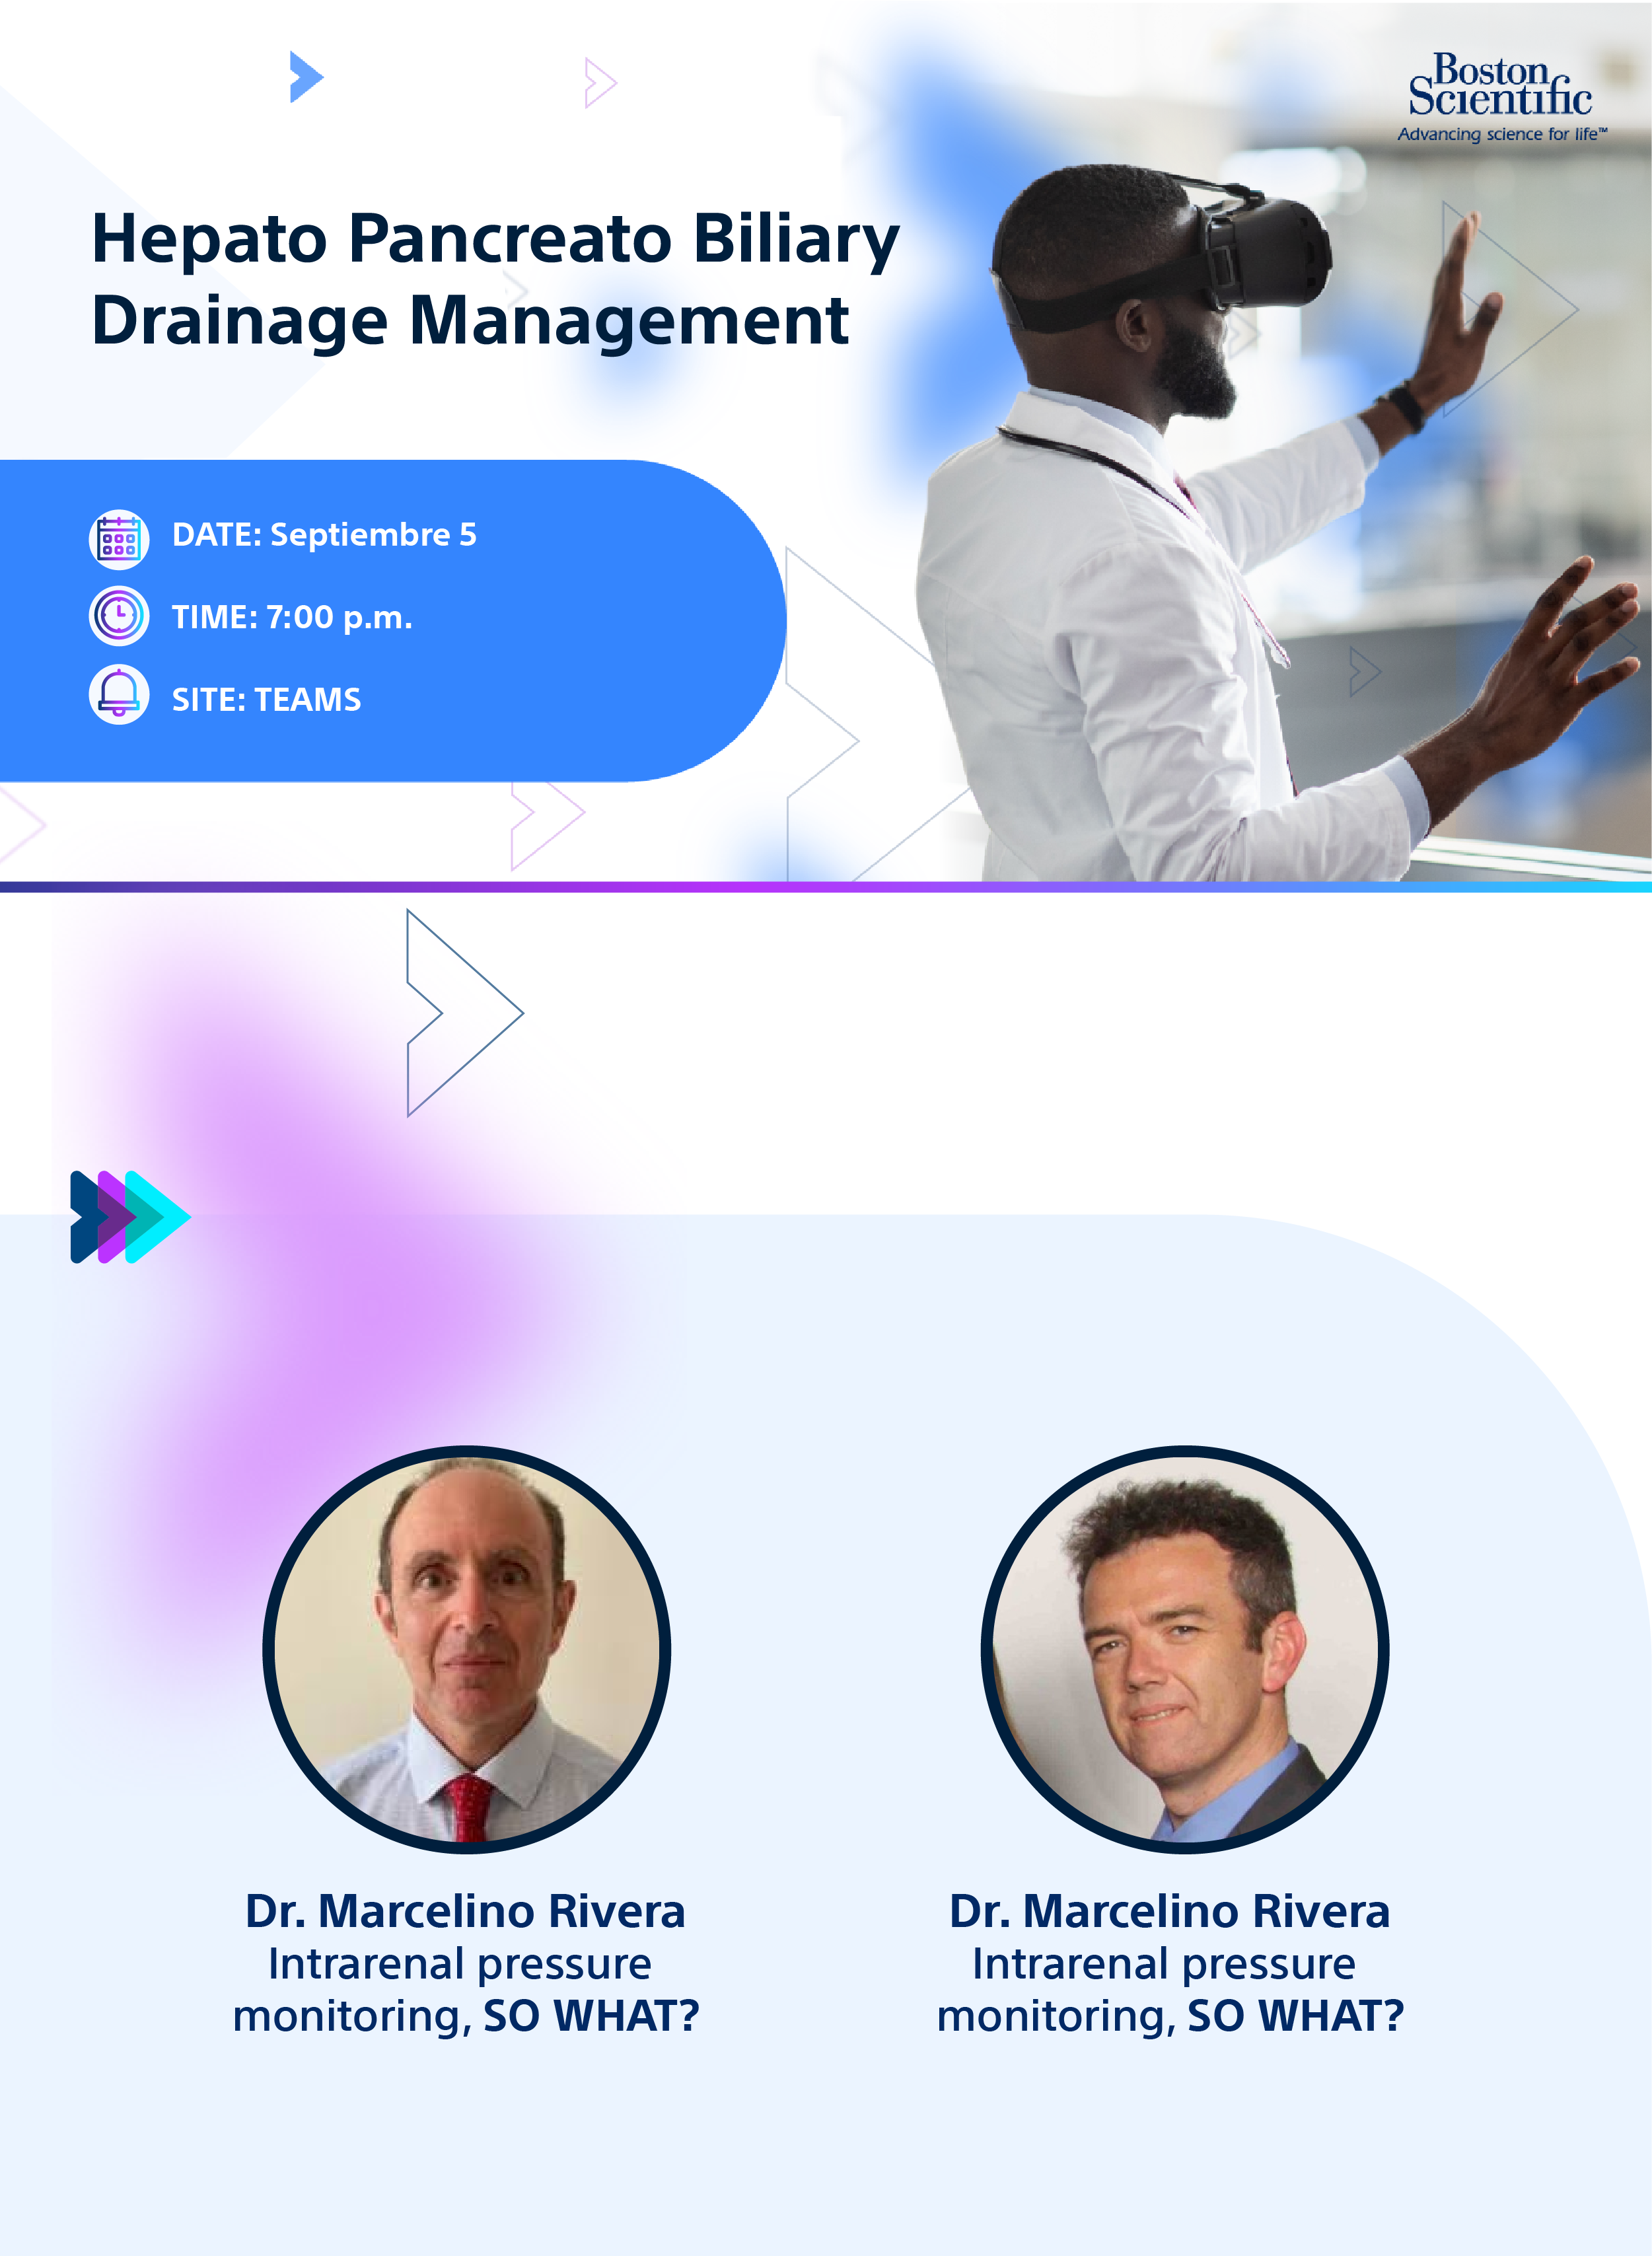 Boston
Scientific
Advancing science for life™
Hepato Pancreato Biliary
Drainage Management
DATE: Septiembre 5
TIME: 7:00 p.m.
SITE: TEAMS
Dr. Marcelino Rivera
Intrarenal pressure
monitoring, SO WHAT?
Dr. Marcelino Rivera
Intrarenal pressure
monitoring, SO WHAT?